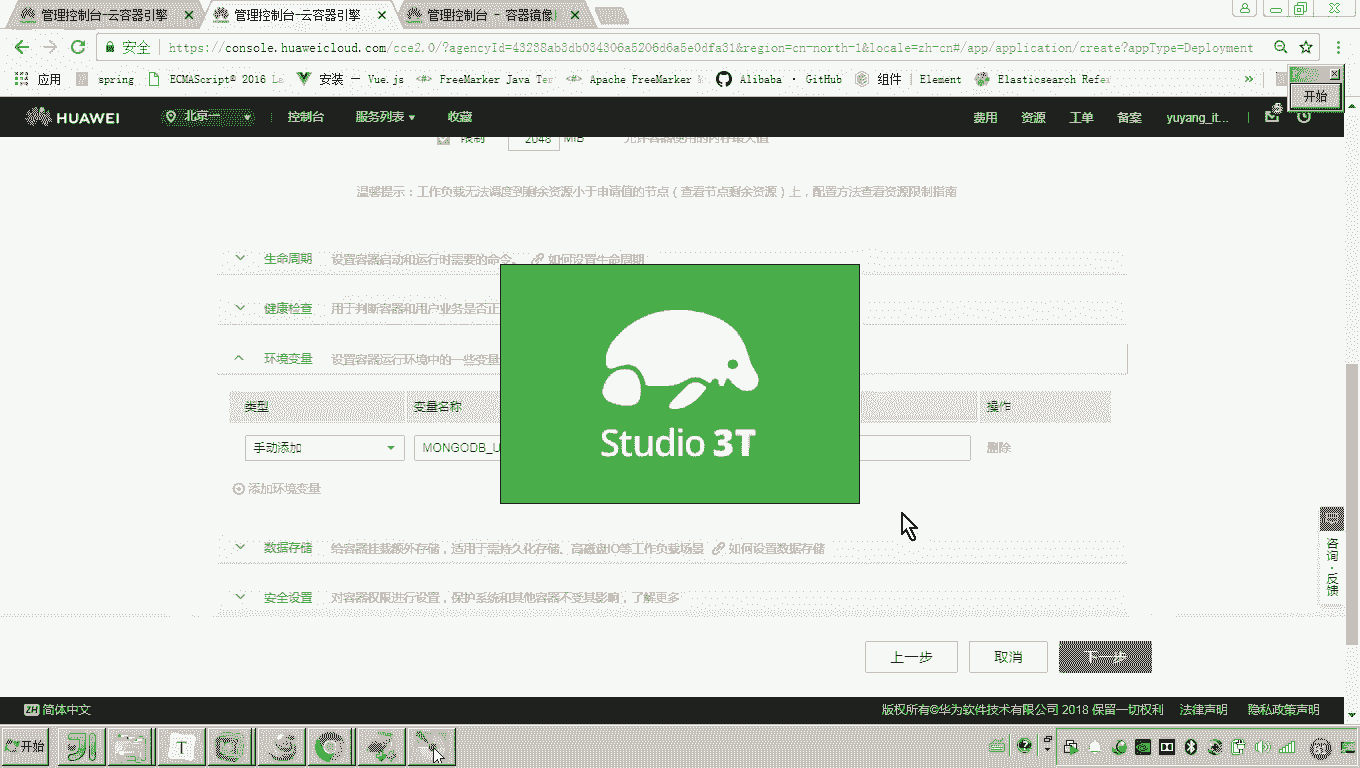 管理控制台-云容器引擎
管理控制台-云容器引擎
管理控制台 - 容器镜像
安全
https://console.huaweicloud.com/cce2.0/?agencyId=43238ab3db034306a5206d6a5e0dfa31&region=cn-north-1&locale=zh-cn#/app/application/create?appType=Deployment
应用 spring ECMAScript® 2016 La 安装 — Vue.js FreeMarker Java Ter Apache FreeMarker Alibaba · GitHub 组件 | Element Elasticsearch Refer
开始
HUAWEI 北京一 控制台 服务列表 收藏 费用 资源 工单 备案 yuyang_it...
限制 2048 MiB 允许容器使用的内存最大值
温馨提示：工作负载无法调度到剩余资源小于申请值的节点（查看节点剩余资源）上，配置方法查看资源限制指南
生命周期 设置容器启动和运行时需要的命令。 如何设置生命周期
健康检查 用于判断容器和用户业务是否正
环境变量 设置容器运行环境中的一些变量
类型 变量名称 操作
手动添加 MONGODB_U 删除
添加环境变量
Studio 3T
数据存储 给容器挂载额外存储，适用于需持久化存储、高磁盘IO等工作负载场景 如何设置数据存储
安全设置 对容器权限进行设置，保护系统和其他容器不受其影响，了解更多
咨询·反馈
上一步 取消 下一步
ZH 简体中文 版权所有©华为软件技术有限公司 2018 保留一切权利 法律声明 隐私政策声明
开始